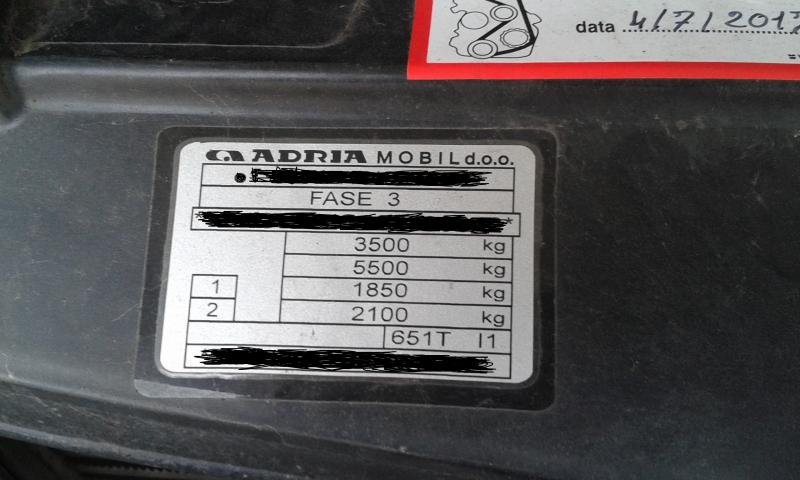 data 4/7/2017
ADRIA MOBIL d.o.o.
FASE 3
3500 kg
5500 kg
1 1850 kg
2 2100 kg
651T I1